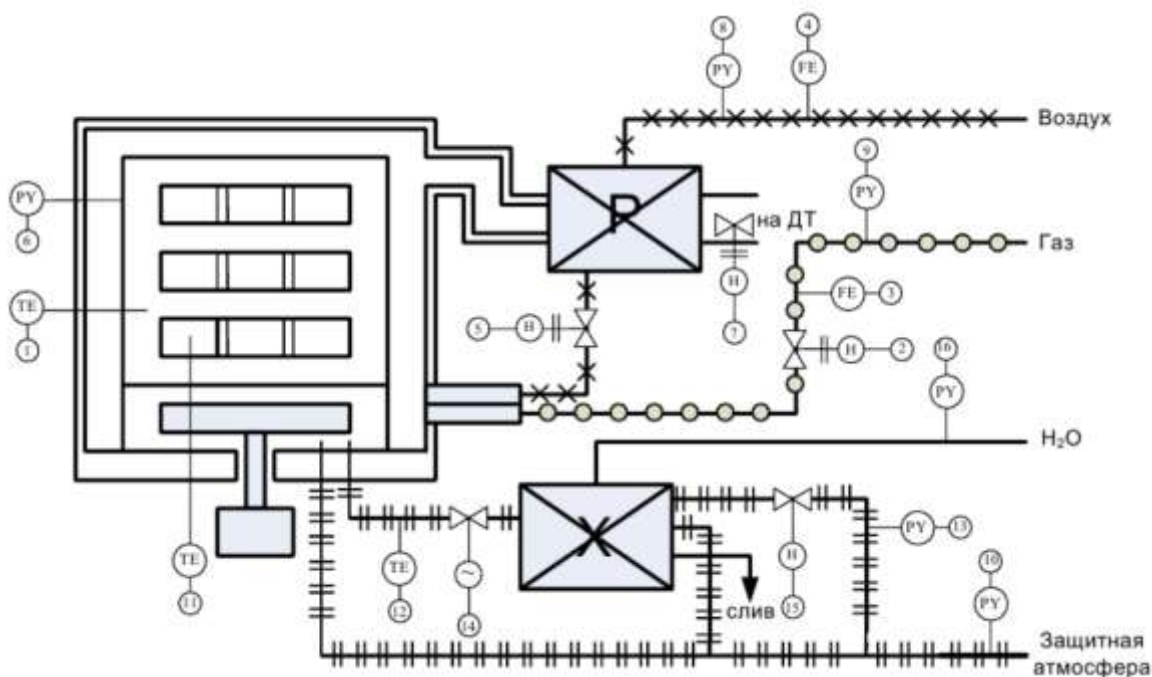 8
4
PY
FE
Воздух
9
P
PY
PY
на ДТ
Газ
6
H
FE
3
TE
5
H
7
H
2
16
1
PY
H₂O
X
PY
13
TE
TE
~
H
10
11
12
14
слив
15
PY
Защитная
атмосфера